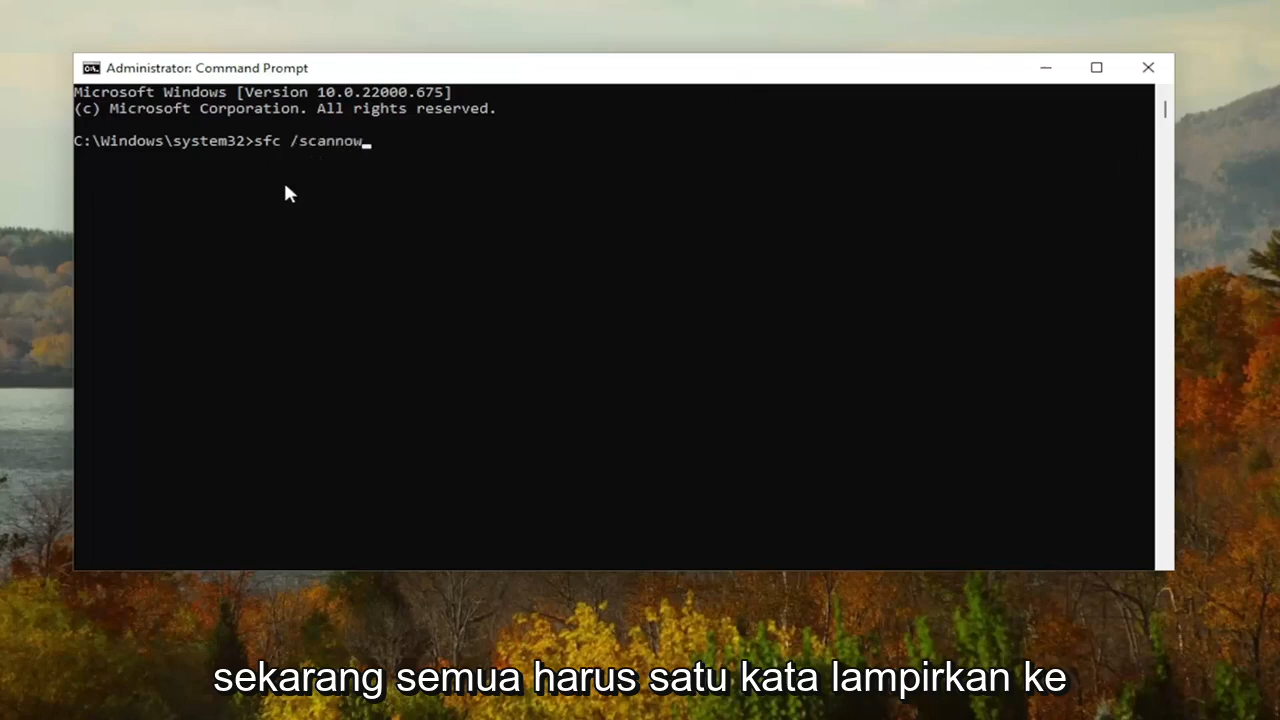 Administrator: Command Prompt
Microsoft Windows [Version 10.0.22000.675]
(c) Microsoft Corporation. All rights reserved.
C:\Windows\system32>sfc /scannow
sekarang semua harus satu kata lampirkan ke